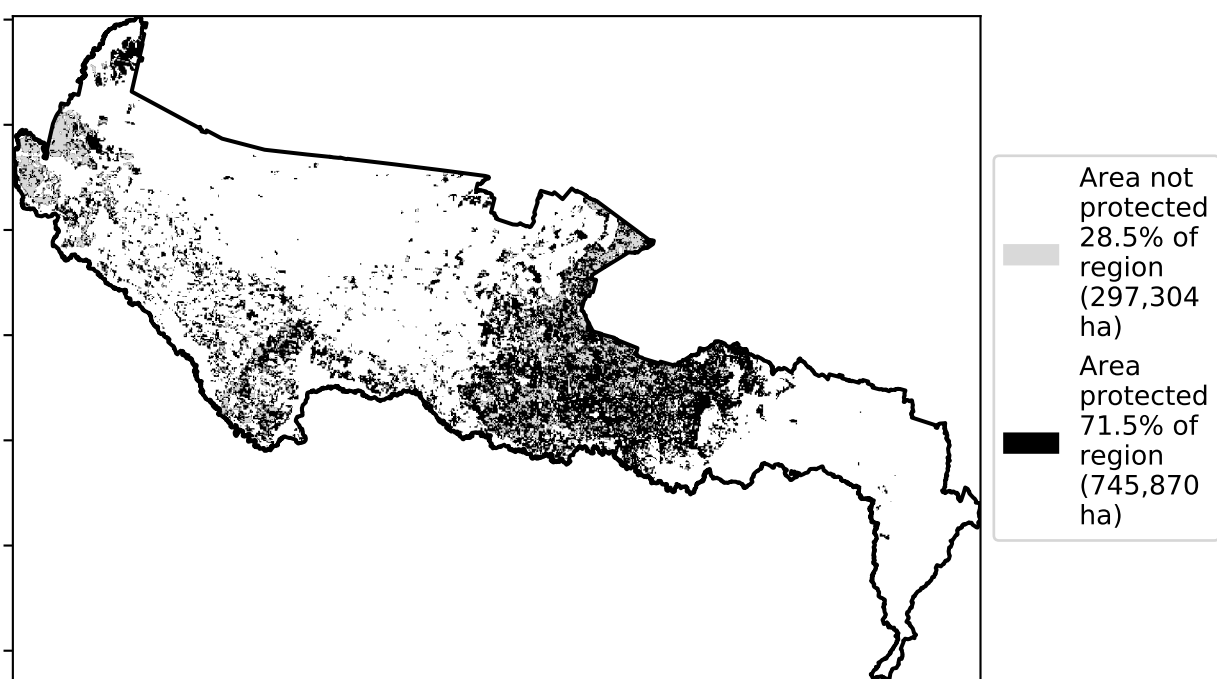 Area not
protected
28.5% of
region
(297,304
ha)
Area
protected
71.5% of
region
(745,870
ha)